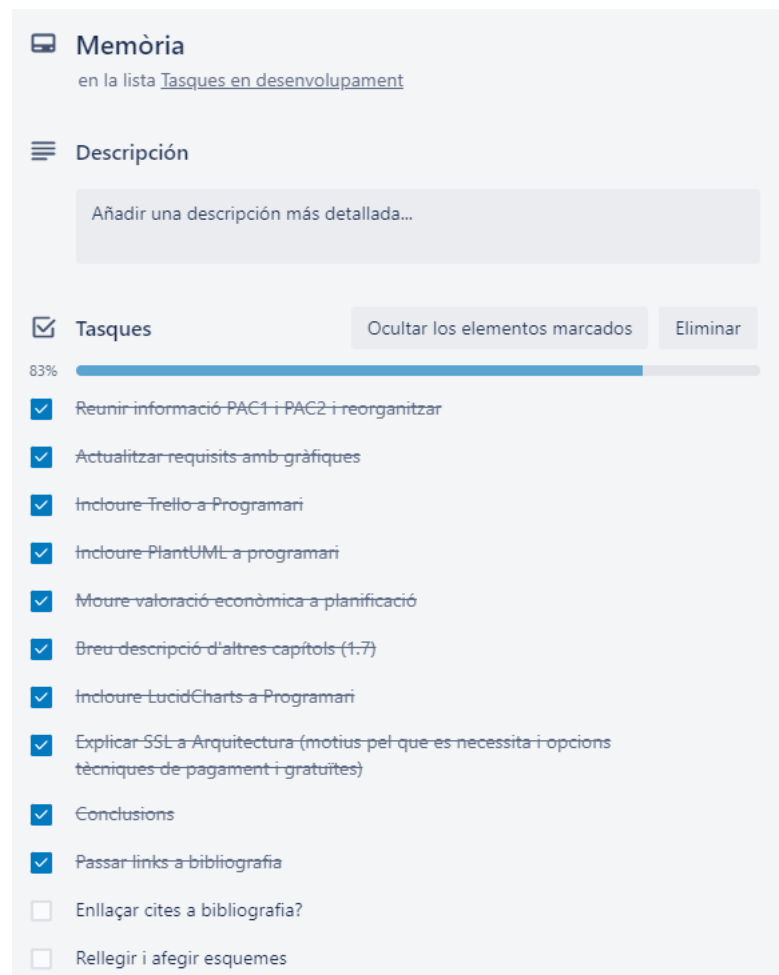 Memòria
en la lista Tasques en desenvolupament
Descripción
Añadir una descripción más detallada...
Tasques
Ocultar los elementos marcados
Eliminar
83%
Reunir informació PAC1 i PAC2 i reorganitzar
Actualitzar requisits amb gràfiques
Incloure Trello a Programari
Incloure PlantUML a programari
Moure valoració econòmica a planificació
Breu descripció d'altres capítols (1.7)
Incloure LucidCharts a Programari
Explicar SSL a Arquitectura (motius pel que es necessita i opcions
tècniques de pagament i gratuïtes)
Conclusions
Passar links a bibliografia
Enllaçar cites a bibliografia?
Rellegir i afegir esquemes